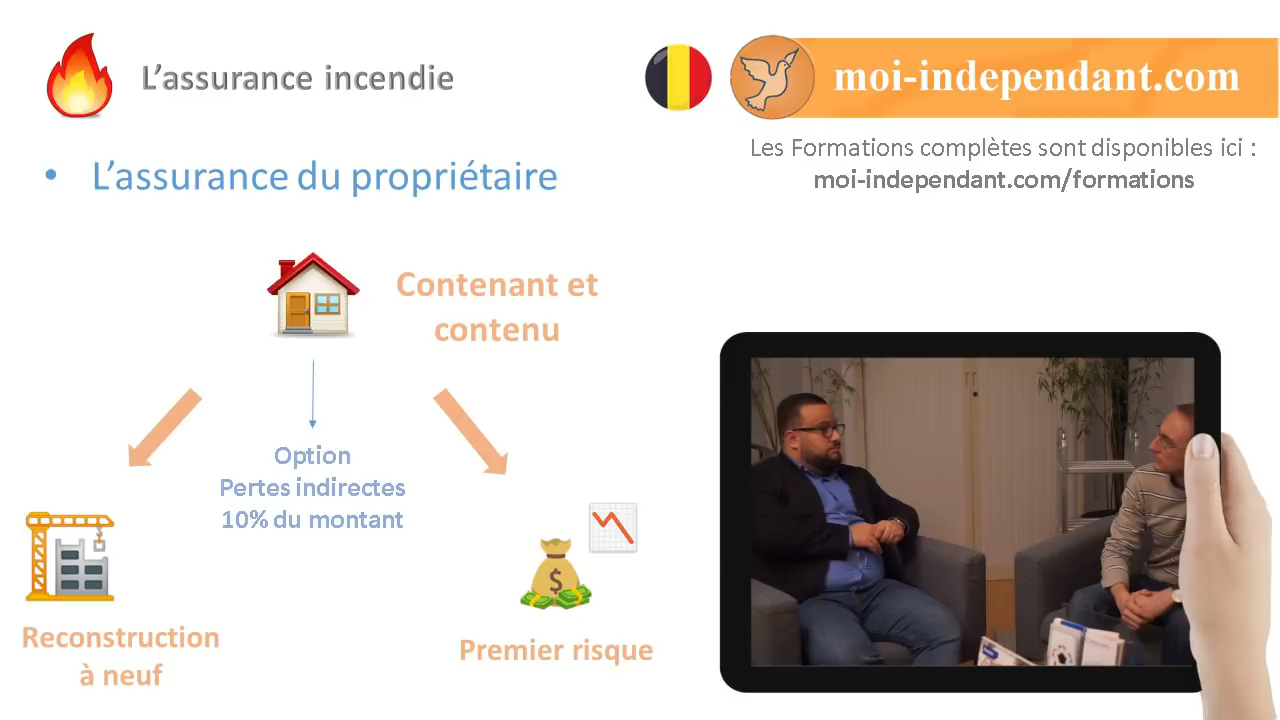 L'assurance incendie
moi-independant.com
Les Formations complètes sont disponibles ici :
moi-independant.com/formations
• L'assurance du propriétaire
Contenant et
contenu
Option
Pertes indirectes
10% du montant
$
Reconstruction
à neuf
Premier risque